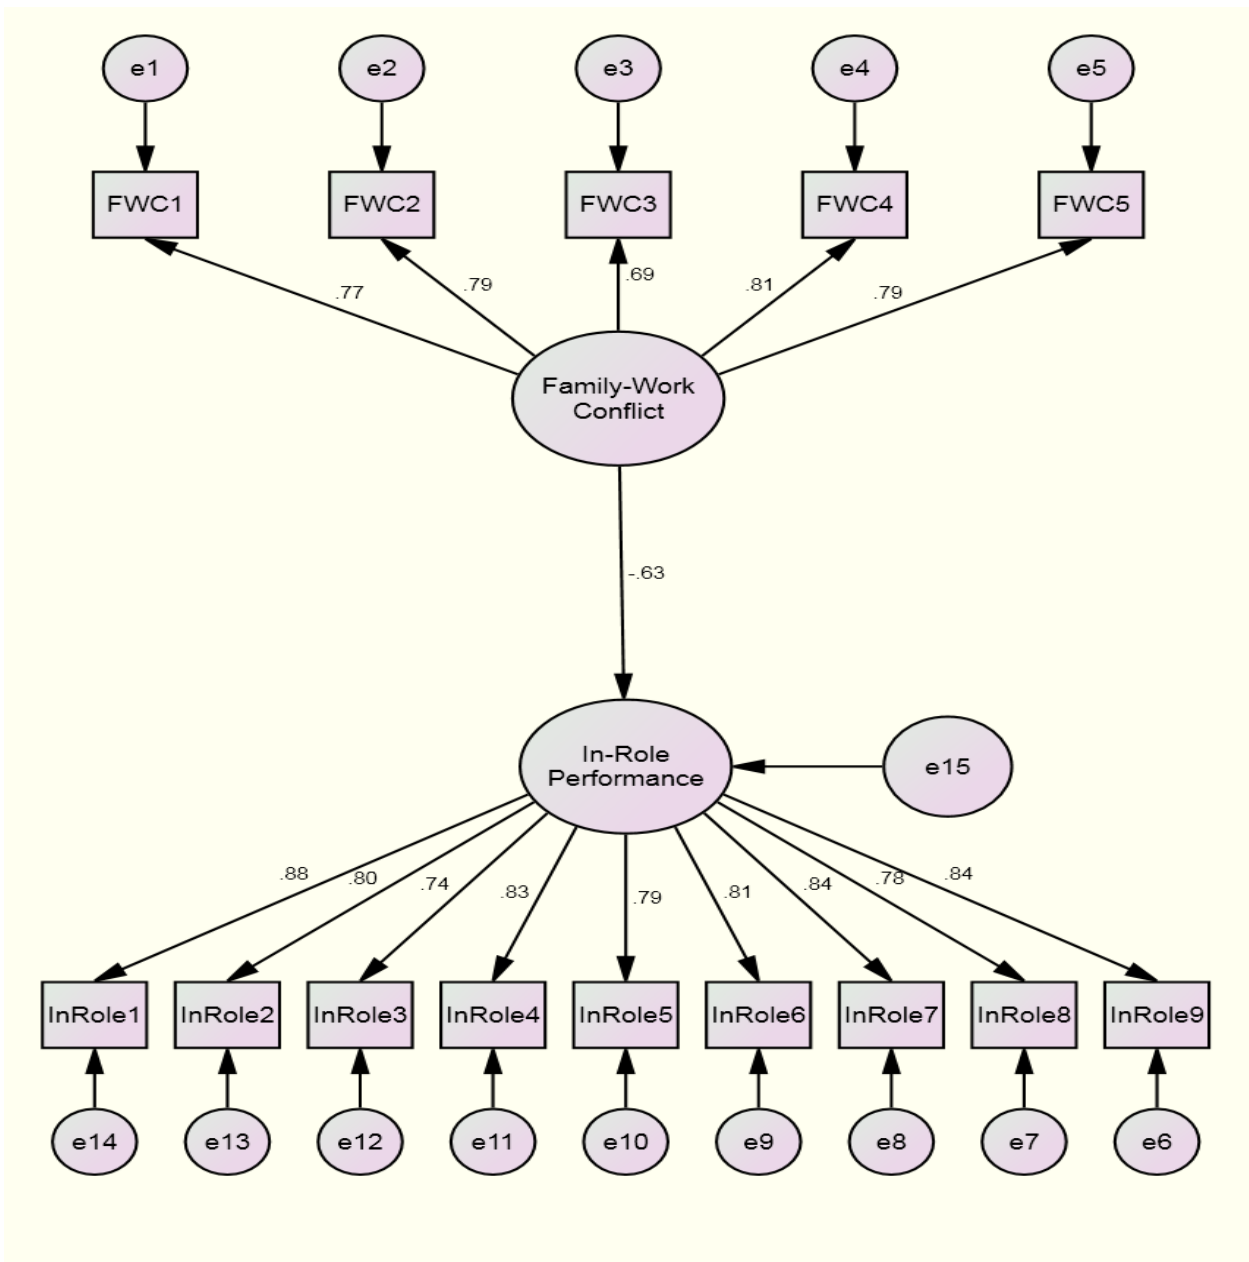 e1 e2 e3 e4 e5
FWC1 FWC2 FWC3 FWC4 FWC5
.77 .79 .69 .81 .79
Family-Work
Conflict
-.63
In-Role
Performance
e15
.88 .80 .74 .83 .79 .81 .84 .78 .84
InRole1 InRole2 InRole3 InRole4 InRole5 InRole6 InRole7 InRole8 InRole9
e14 e13 e12 e11 e10 e9 e8 e7 e6